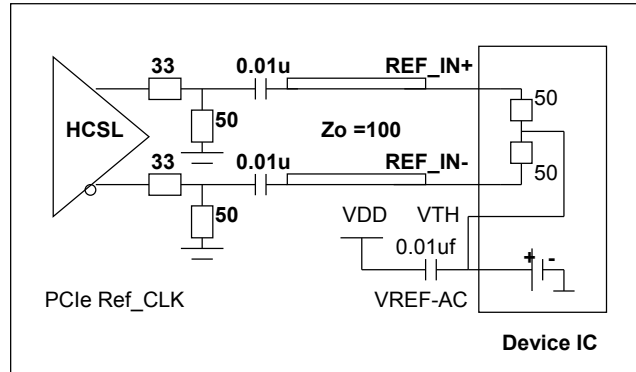 33
0.01u
REF_IN+
50
HCSL
50
Zo =100
33
0.01u
REF_IN-
50
50
VDD
VTH
0.01uf
+ -
PCIe Ref_CLK
VREF-AC
Device IC